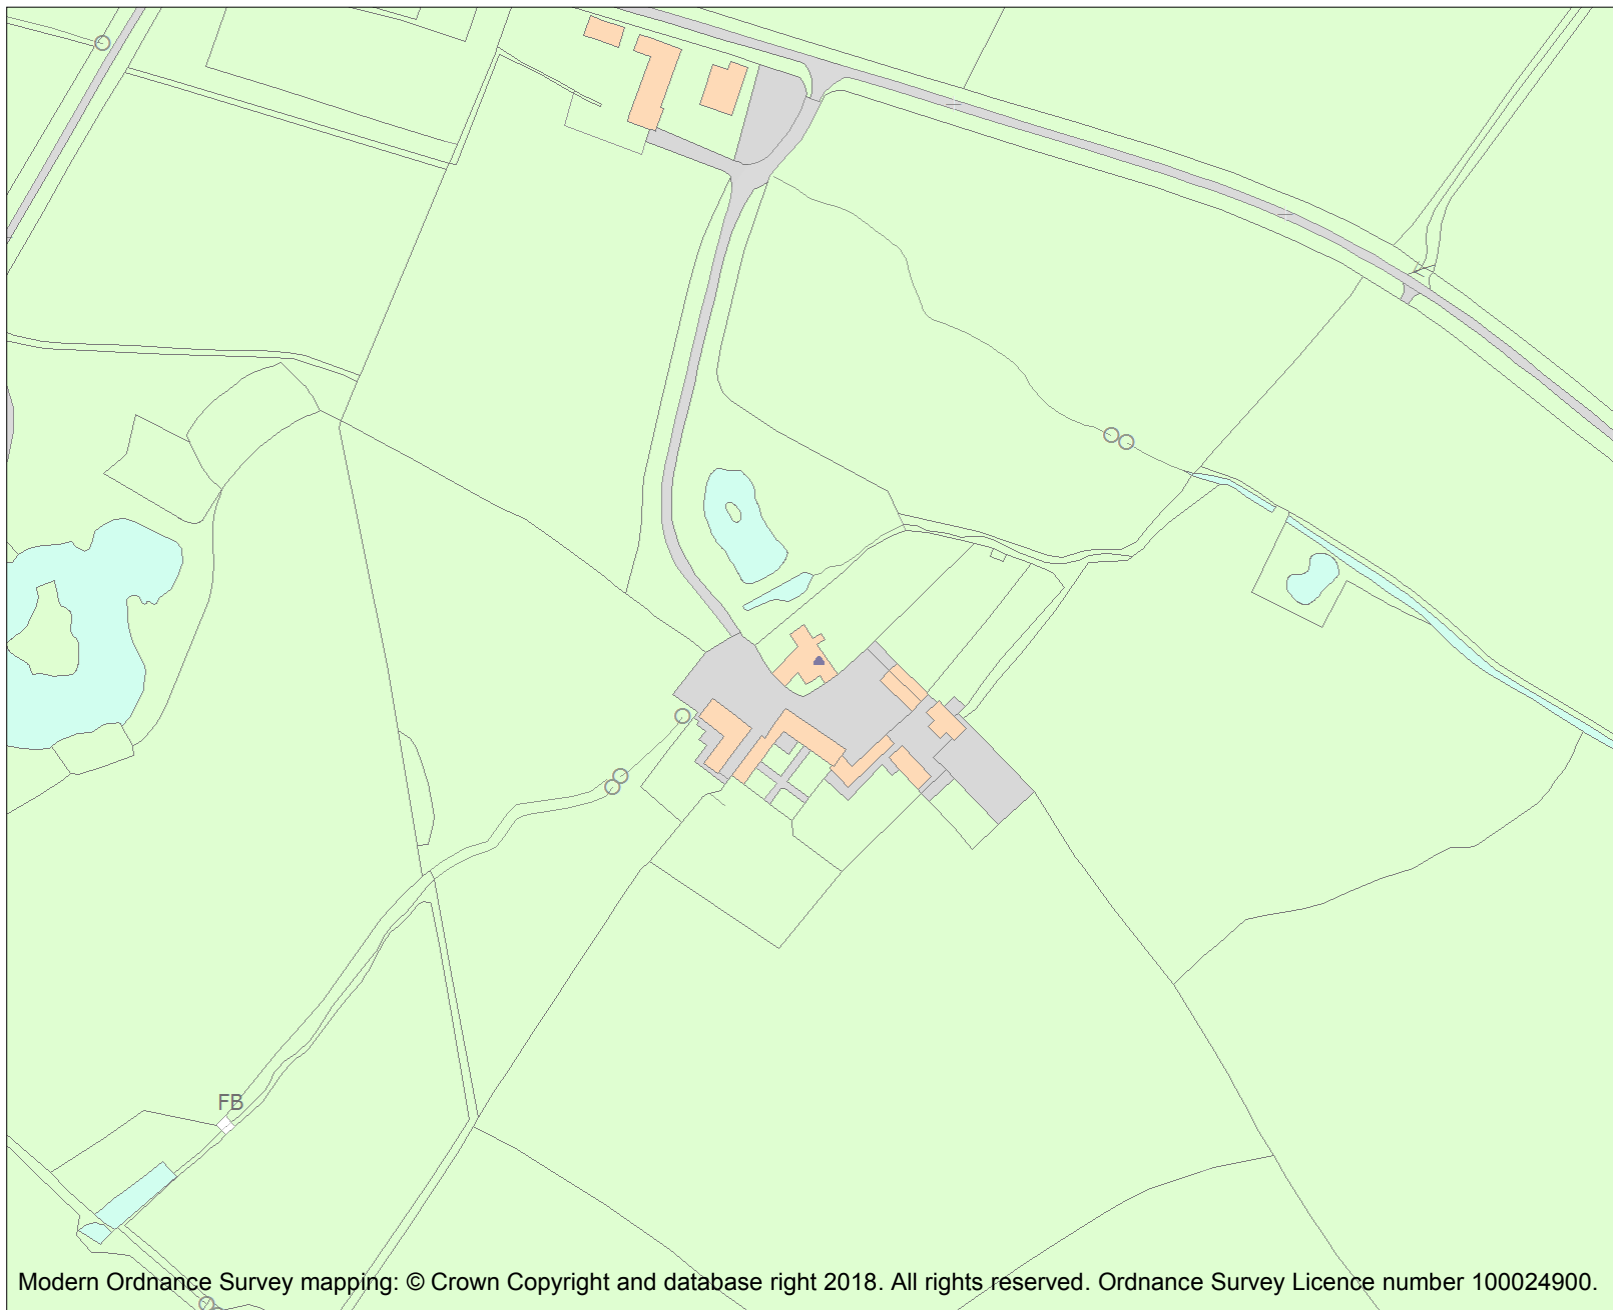 FB
Modern Ordnance Survey mapping: © Crown Copyright and database right 2018. All rights reserved. Ordnance Survey Licence number 100024900.